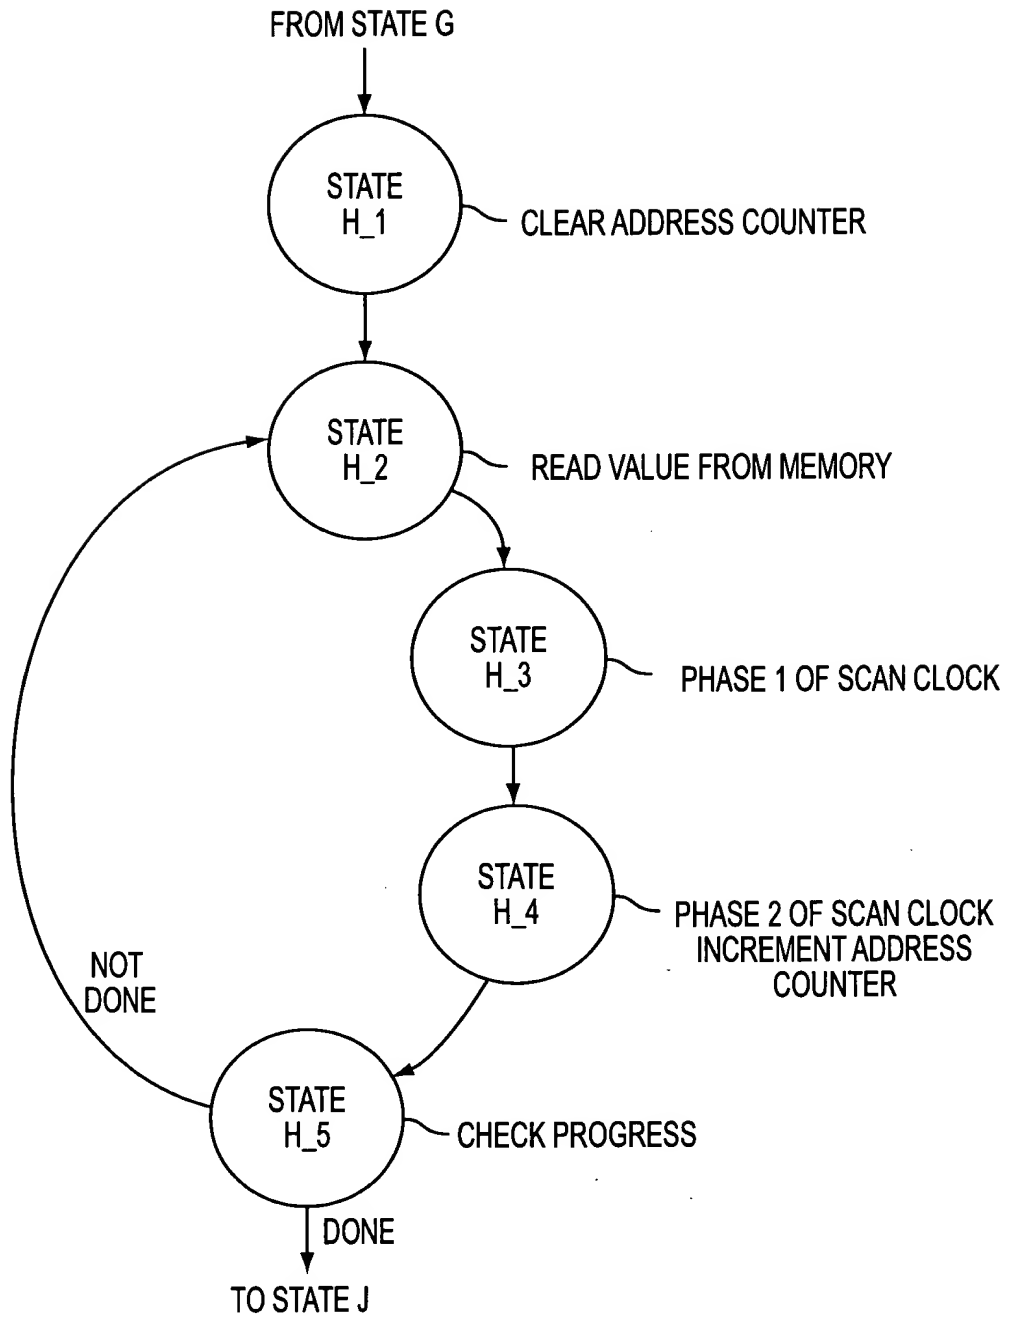 FROM STATE G
STATE
H_1
CLEAR ADDRESS COUNTER
STATE
H_2
READ VALUE FROM MEMORY
STATE
H_3
PHASE 1 OF SCAN CLOCK
STATE
H_4
PHASE 2 OF SCAN CLOCK
INCREMENT ADDRESS
COUNTER
NOT
DONE
STATE
H_5
CHECK PROGRESS
DONE
TO STATE J